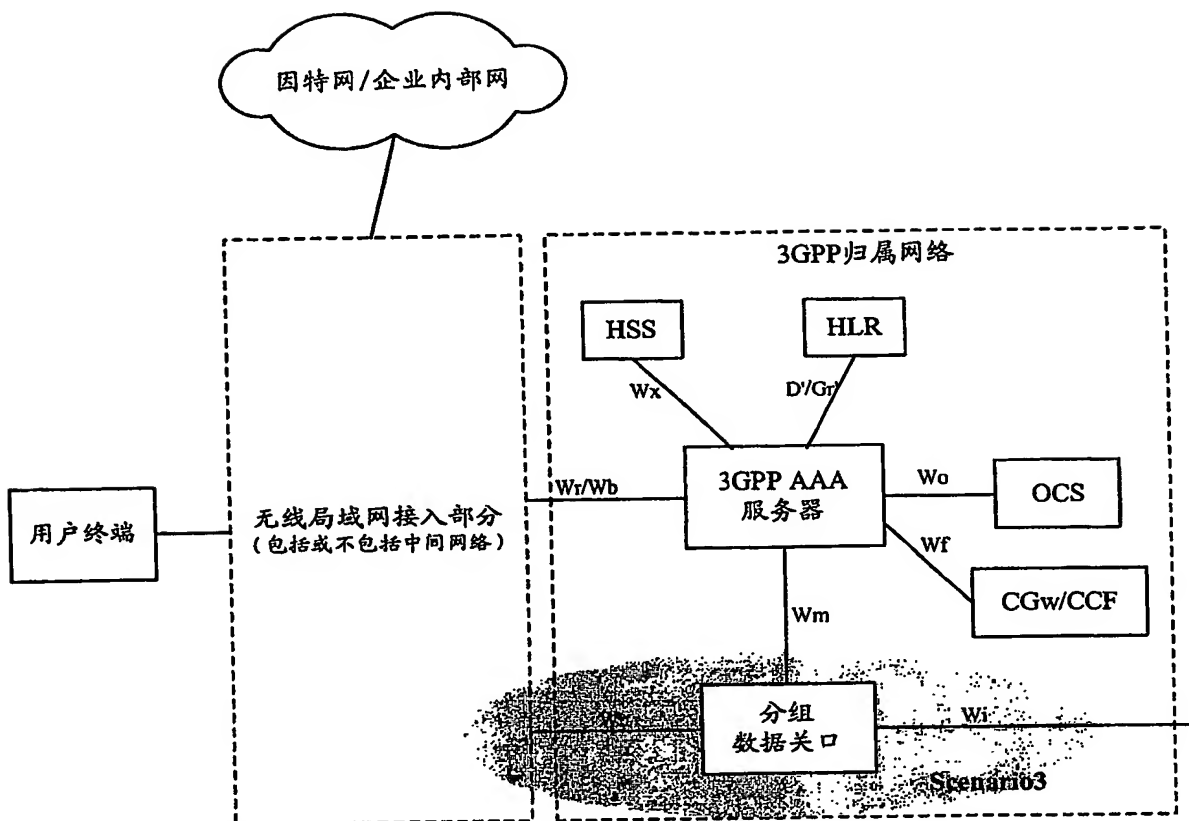 因特网/企业内部网
3GPP归属网络
HSS
HLR
Wx
D'/Gr'
用户终端
无线局域网接入部分
(包括或不包括中间网络)
Wr/Wb
3GPP AAA
服务器
Wo
OCS
Wf
CGw/CCF
Wm
分组
数据关口
Wi
Scenario3